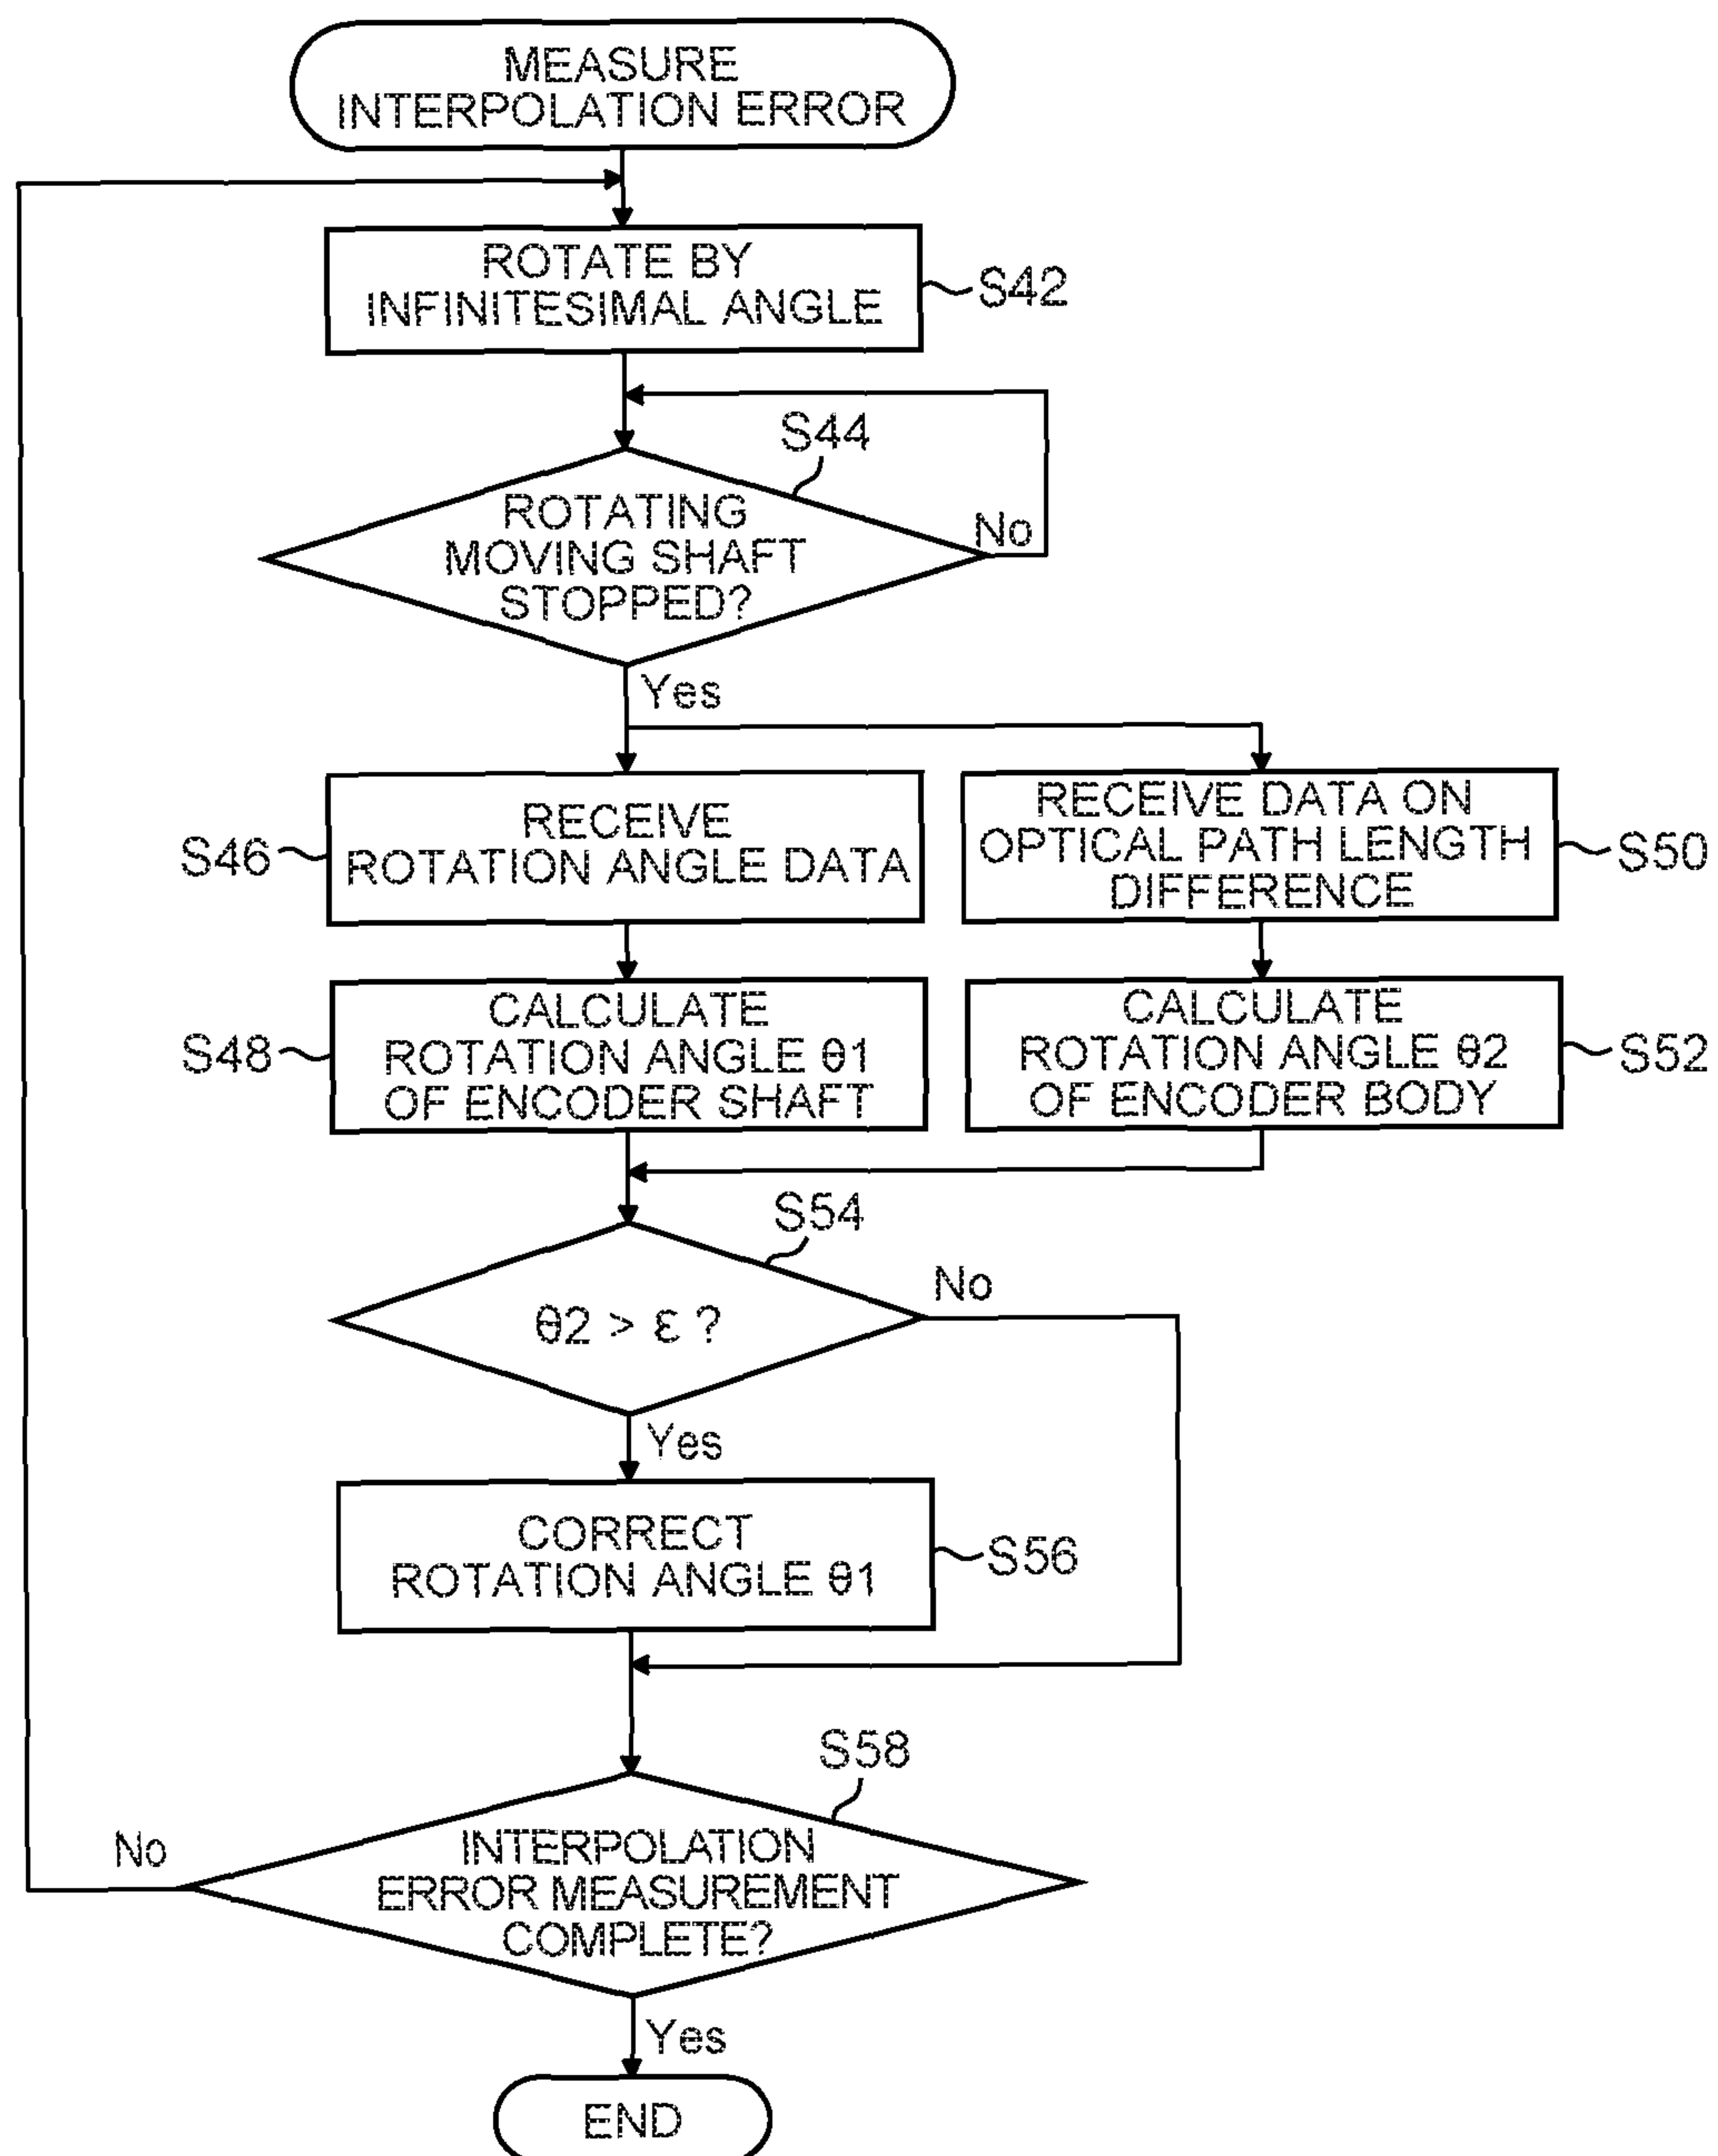 MEASURE
INTERPOLATION ERROR
ROTATE BY
INFINITESIMAL ANGLE
S42
S44
ROTATING
MOVING SHAFT
STOPPED?
No
Yes
RECEIVE
ROTATION ANGLE DATA
S46
RECEIVE DATA ON
OPTICAL PATH LENGTH
DIFFERENCE
S50
CALCULATE
ROTATION ANGLE θ1
OF ENCODER SHAFT
S48
CALCULATE
ROTATION ANGLE θ2
OF ENCODER BODY
S52
S54
θ2 > ε ?
No
Yes
CORRECT
ROTATION ANGLE θ1
S56
S58
INTERPOLATION
ERROR MEASUREMENT
COMPLETE?
No
Yes
END